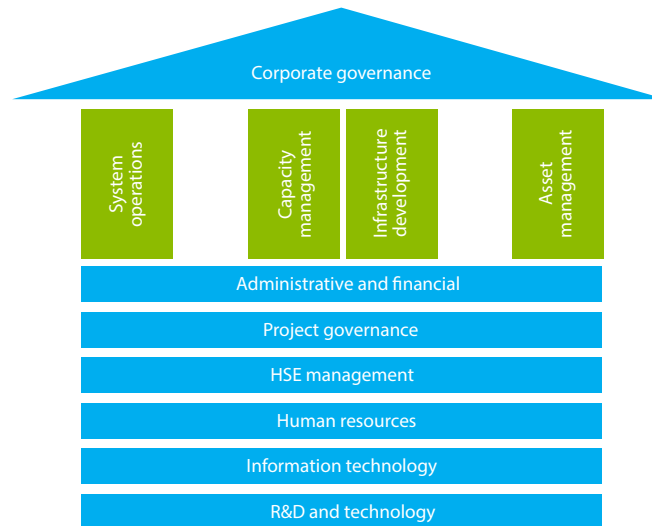 Corporate governance
System
operations
Capacity
management
Infrastructure
development
Asset
management
Administrative and financial
Project governance
HSE management
Human resources
Information technology
R&D and technology